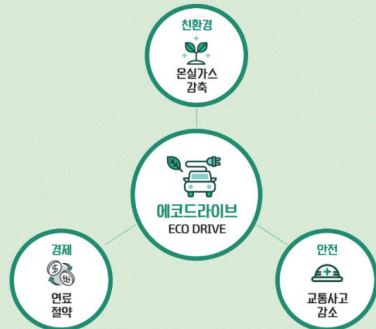 친환경
온실가스
감축
에코드라이브
ECO DRIVE
경제
연료
절약
안전
교통사고
감소